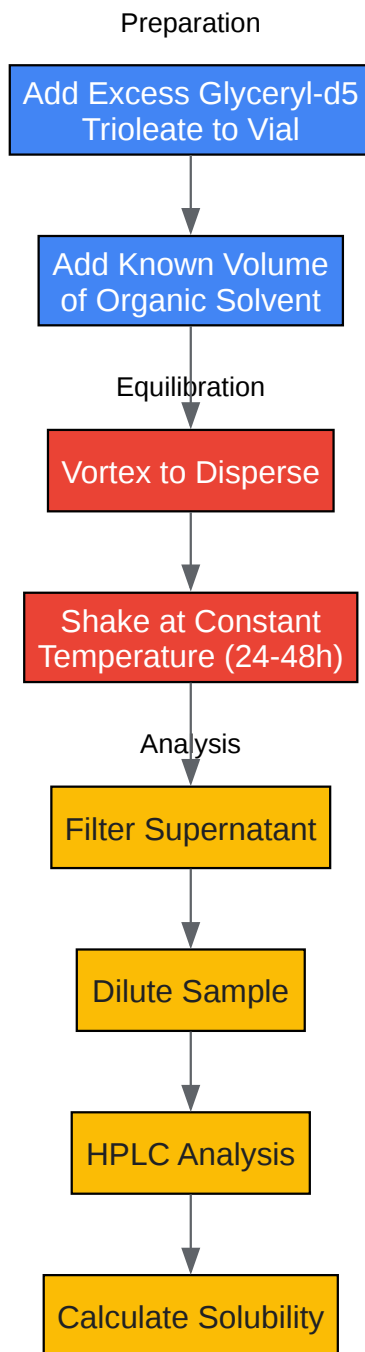 Preparation
Add Excess Glyceryl-d5
Trioleate to Vial
Add Known Volume
of Organic Solvent
Equilibration
Vortex to Disperse
Shake at Constant
Temperature (24-48h)
Analysis
Filter Supernatant
Dilute Sample
HPLC Analysis
Calculate Solubility